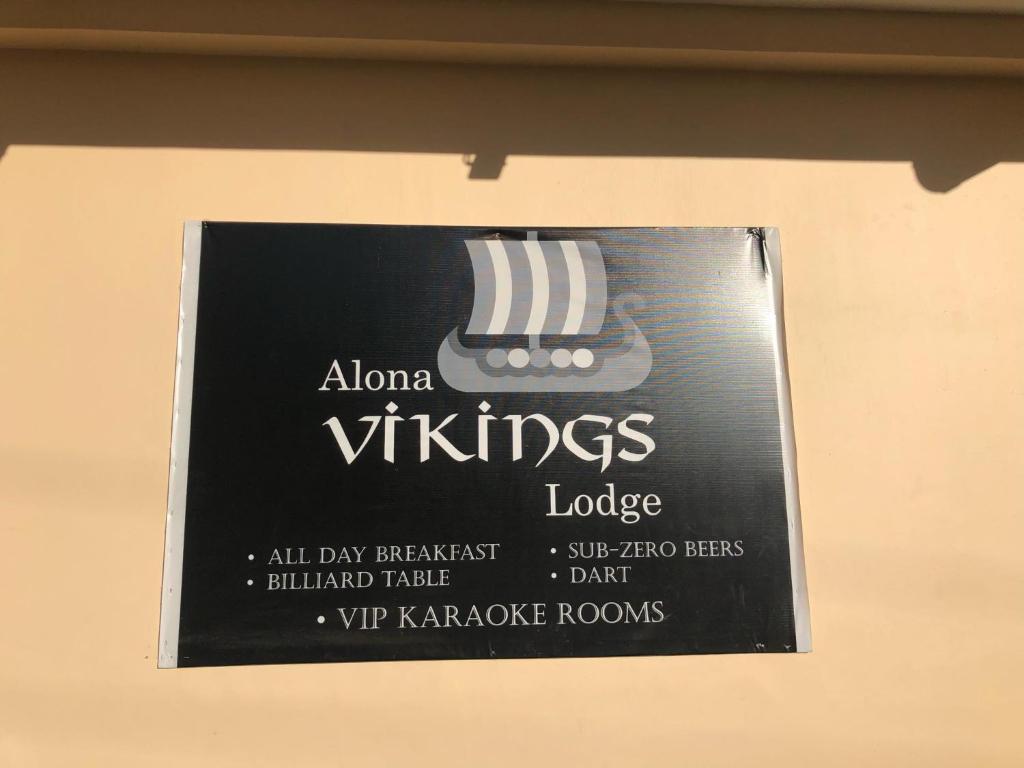 Alona
VIKINGS
Lodge
• ALL DAY BREAKFAST
• BILLIARD TABLE
• SUB-ZERO BEERS
• DART
• VIP KARAOKE ROOMS